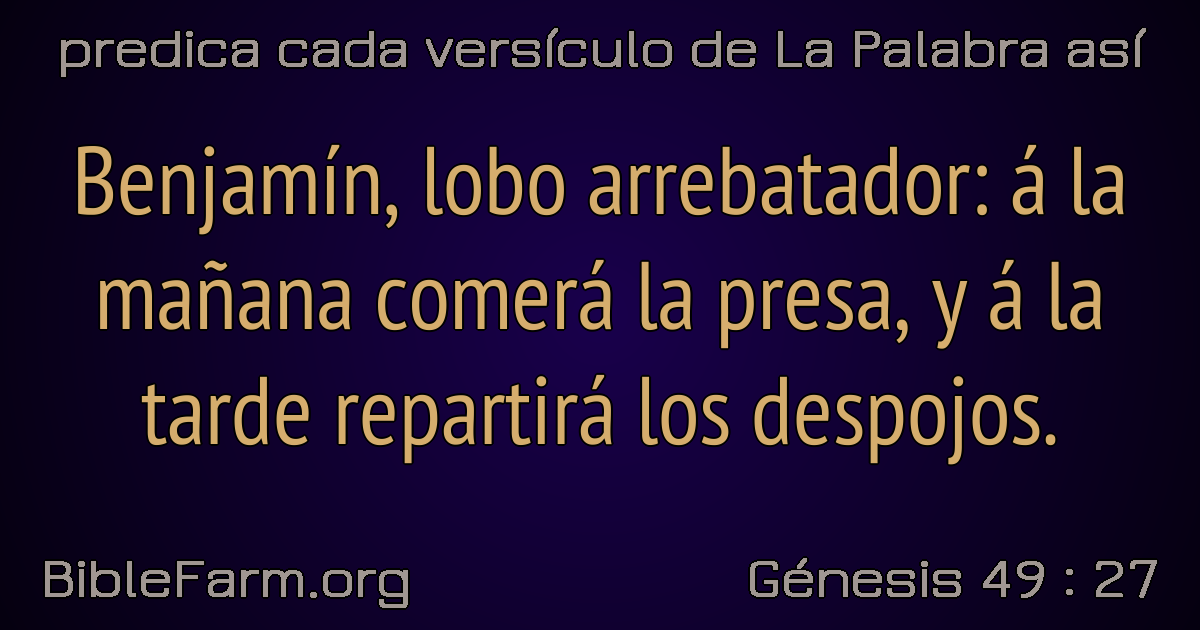 predica cada versículo de La Palabra así
Benjamín, lobo arrebatador: á la
mañana comerá la presa, y á la
tarde repartirá los despojos.
BibleFarm.org
Génesis 49 : 27